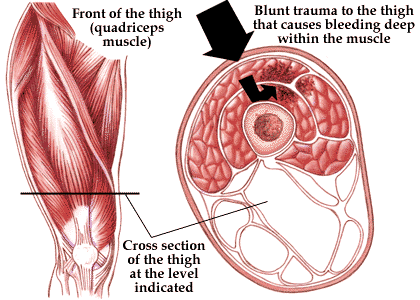 Front of the thigh
(quadriceps
muscle)
Blunt trauma to the thigh
that causes bleeding deep
within the muscle
Cross section
of the thigh
at the level
indicated